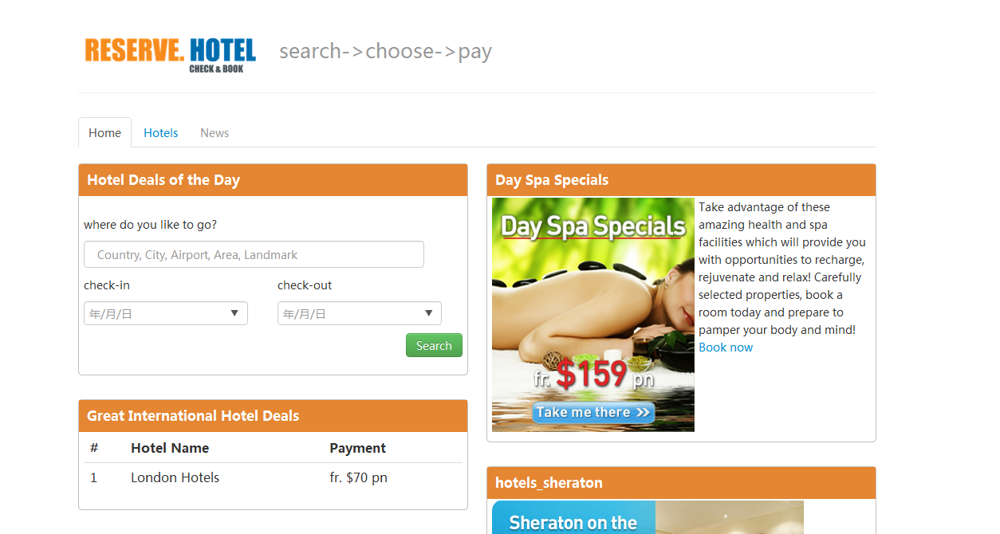 RESERVE. HOTEL
CHECK & BOOK
search->choose->pay
Home
Hotels
News
Hotel Deals of the Day
where do you like to go?
Country, City, Airport, Area, Landmark
check-in
check-out
年/月/日
年/月/日
Search
Great International Hotel Deals
# Hotel Name Payment
1 London Hotels fr. $70 pn
Day Spa Specials
Day Spa Specials
fr. $159 pn
Take me there >>
Take advantage of these
amazing health and spa
facilities which will provide you
with opportunities to recharge,
rejuvenate and relax! Carefully
selected properties, book a
room today and prepare to
pamper your body and mind!
Book now
hotels_sheraton
Sheraton on the